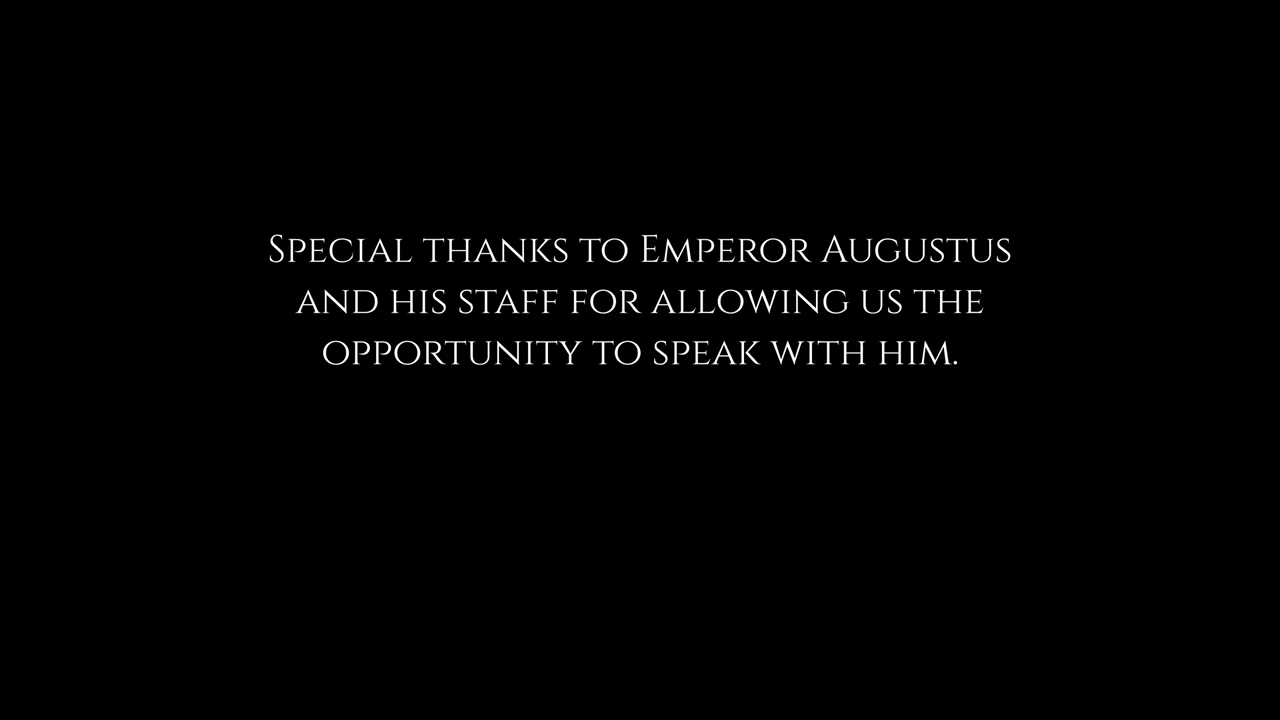 Special thanks to Emperor Augustus
and his staff for allowing us the
opportunity to speak with him.